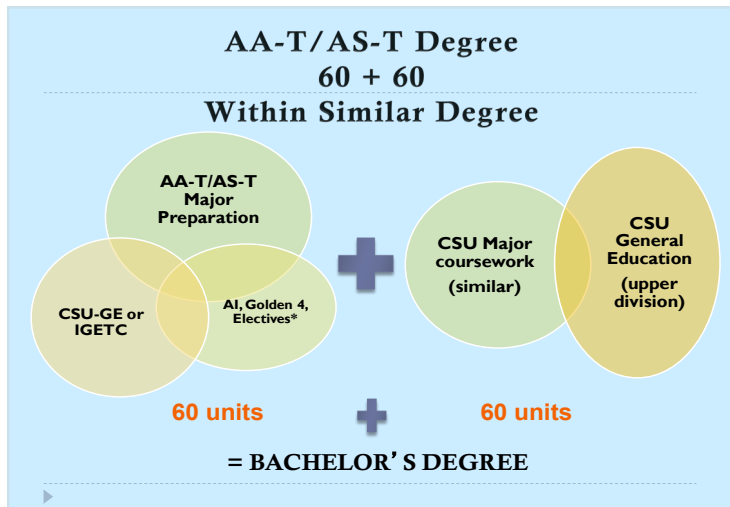 AA-T/AS-T Degree
60 + 60
Within Similar Degree
AA-T/AS-T
Major
Preparation
CSU-GE or
IGETC
AI, Golden 4,
Electives*
CSU Major
coursework
(similar)
CSU
General
Education
(upper
division)
60 units
60 units
= BACHELOR’S DEGREE